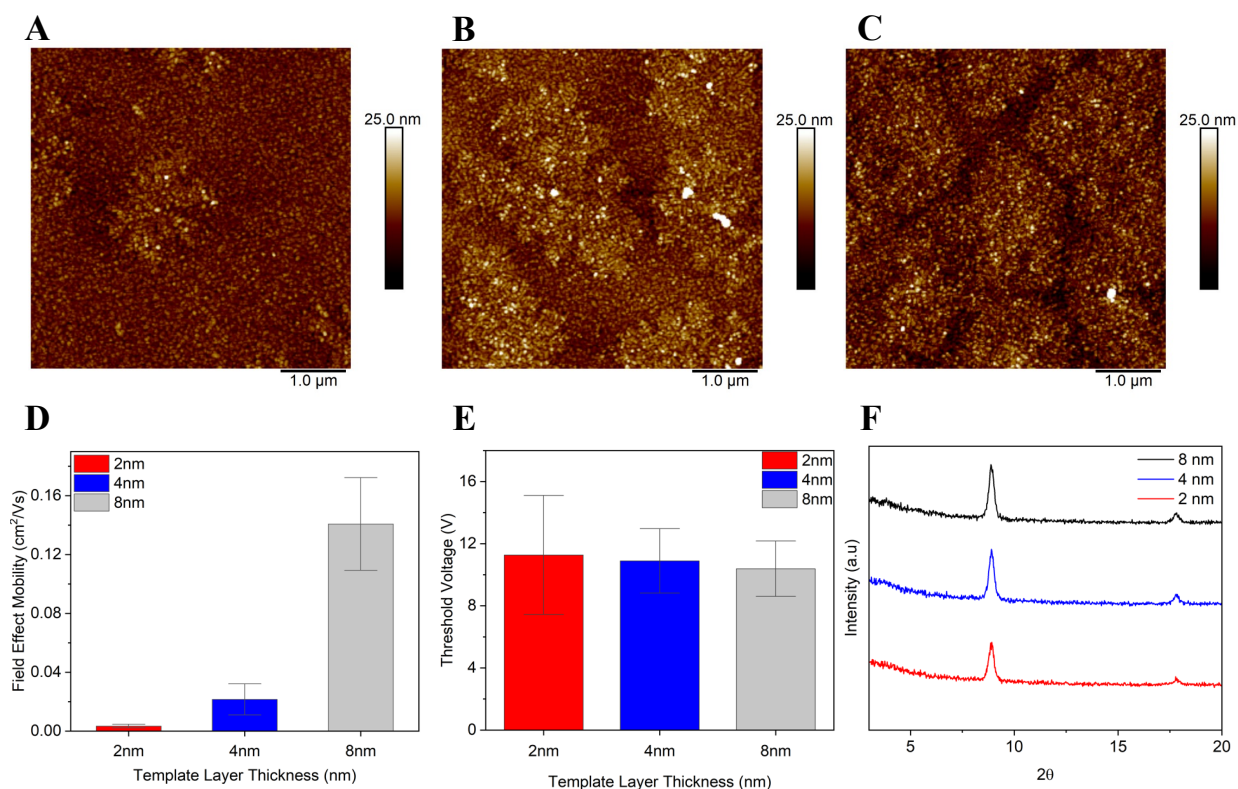 A
B
C
25.0 nm
25.0 nm
25.0 nm
1.0 µm
1.0 µm
1.0 µm
D
2nm
4nm
8nm
Field Effect Mobility (cm²/Vs)
0.16
0.12
0.08
0.04
0.00
2nm
4nm
8nm
Template Layer Thickness (nm)
E
2nm
4nm
8nm
Threshold Voltage (V)
16
12
8
4
0
2nm
4nm
8nm
Template Layer Thickness (nm)
F
8 nm
4 nm
2 nm
Intensity (a.u)
5
10
15
20
2θ